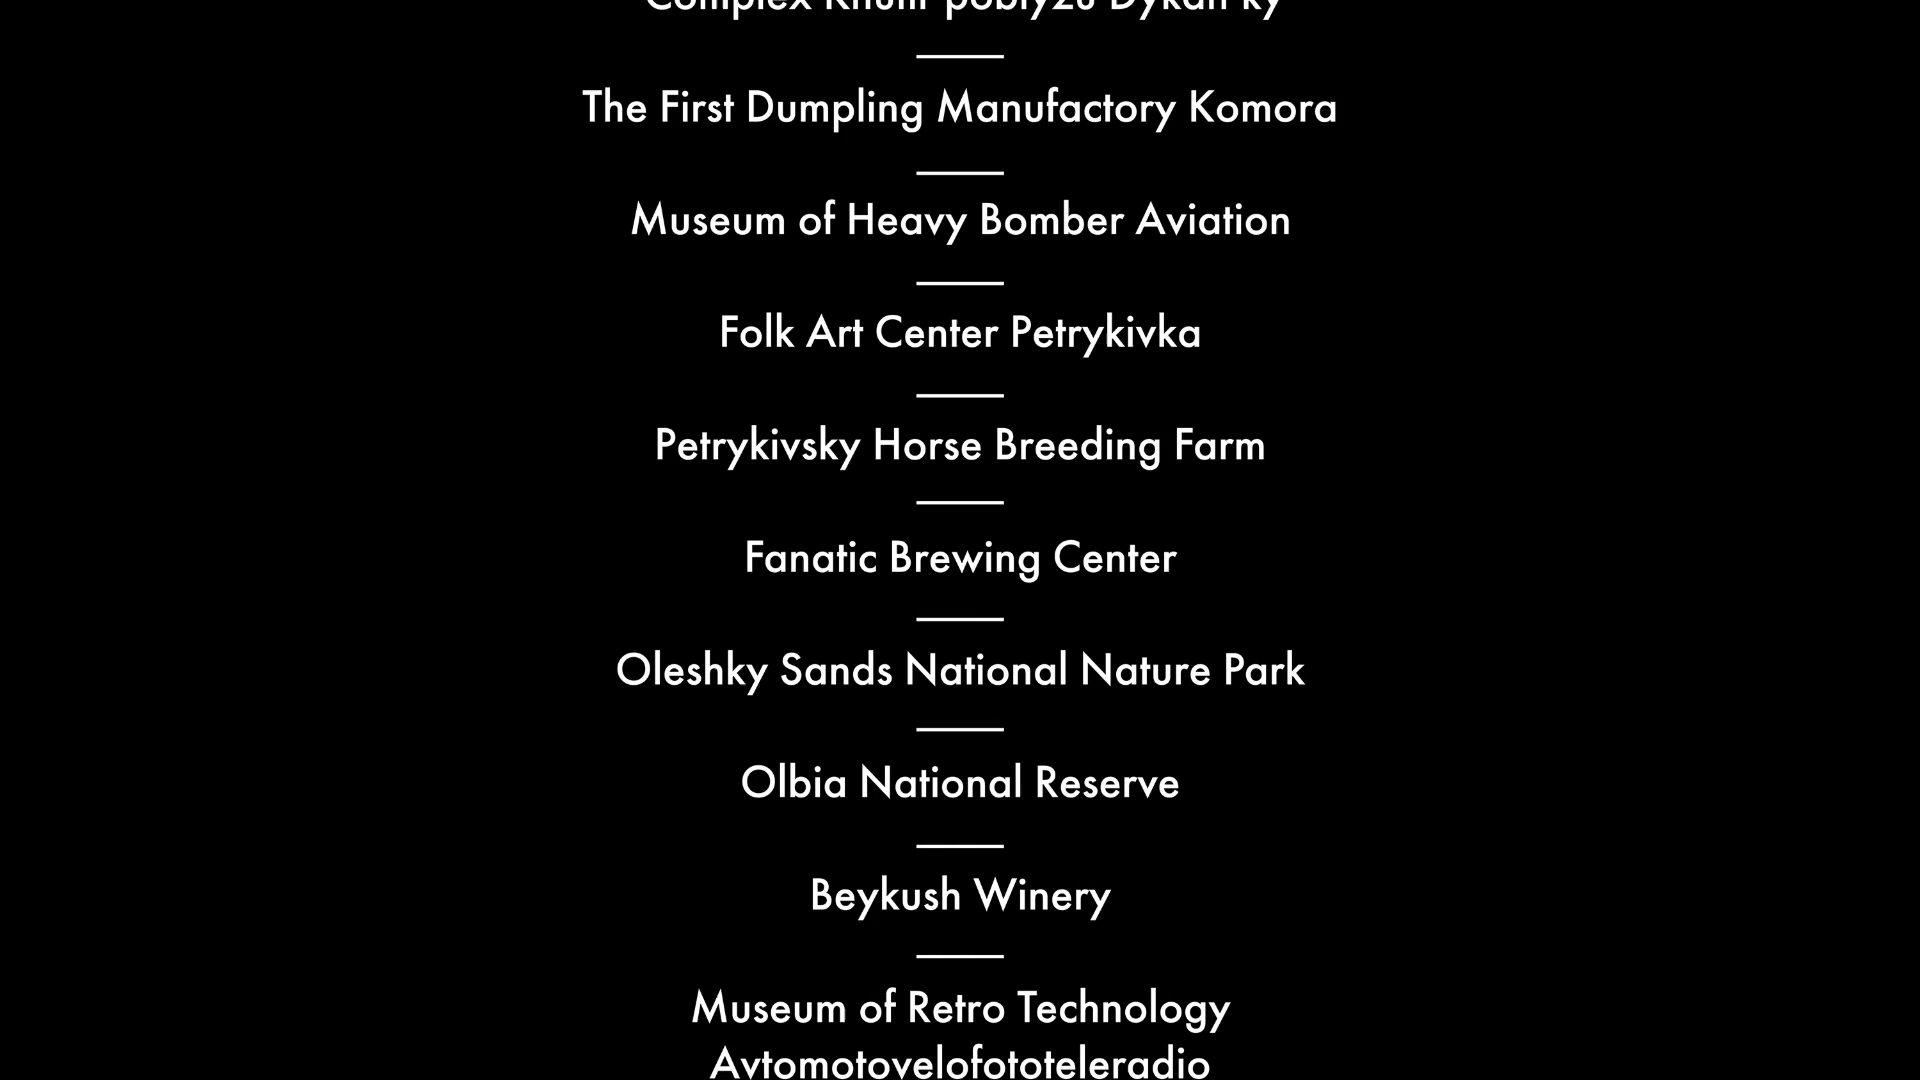 Complex
The First Dumpling Manufactory Komora
Museum of Heavy Bomber Aviation
Folk Art Center Petrykivka
Petrykivsky Horse Breeding Farm
Fanatic Brewing Center
Oleshky Sands National Nature Park
Olbia National Reserve
Beykush Winery
Museum of Retro Technology
Avtomotovelofototeleradio